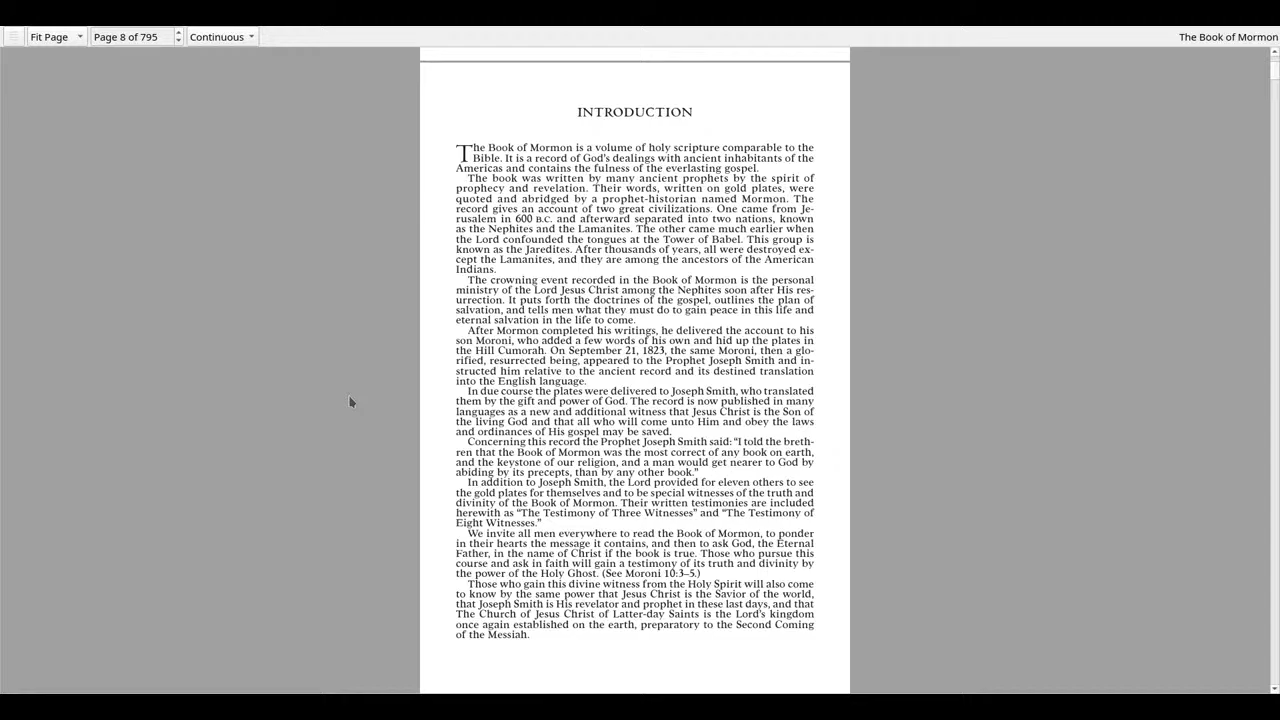 Fit Page Page 8 of 795 Continuous The Book of Mormon
INTRODUCTION
The Book of Mormon is a volume of holy scripture comparable to the
Bible. It is a record of God's dealings with ancient inhabitants of the
Americas and contains the fulness of the everlasting gospel.
The book was written by many ancient prophets by the spirit of
prophecy and revelation. Their words, written on gold plates, were
quoted and abridged by a prophet-historian named Mormon. The
record gives an account of two great civilizations. One came from Je-
rusalem in 600 B.C. and afterward separated into two nations, known
as the Nephites and the Lamanites. The other came much earlier when
the Lord confounded the tongues at the Tower of Babel. This group is
known as the Jaredites. After thousands of years, all were destroyed ex-
cept the Lamanites, and they are among the ancestors of the American
Indians.
The crowning event recorded in the Book of Mormon is the personal
ministry of the Lord Jesus Christ among the Nephites soon after His res-
urrection. It puts forth the doctrines of the gospel, outlines the plan of
salvation, and tells men what they must do to gain peace in this life and
eternal salvation in the life to come.
After Mormon completed his writings, he delivered the account to his
son Moroni, who added a few words of his own and hid up the plates in
the Hill Cumorah. On September 21, 1823, the same Moroni, then a glo-
rified, resurrected being, appeared to the Prophet Joseph Smith and in-
structed him relative to the ancient record and its destined translation
into the English language.
In due course the plates were delivered to Joseph Smith, who translated
them by the gift and power of God. The record is now published in many
languages as a new and additional witness that Jesus Christ is the Son of
the living God and that all who will come unto Him and obey the laws
and ordinances of His gospel may be saved.
Concerning this record the Prophet Joseph Smith said: "I told the breth-
ren that the Book of Mormon was the most correct of any book on earth,
and the keystone of our religion, and a man would get nearer to God by
abiding by its precepts, than by any other book."
In addition to Joseph Smith, the Lord provided for eleven others to see
the gold plates for themselves and to be special witnesses of the truth and
divinity of the Book of Mormon. Their written testimonies are included
herewith as "The Testimony of Three Witnesses" and "The Testimony of
Eight Witnesses."
We invite all men everywhere to read the Book of Mormon, to ponder
in their hearts the message it contains, and then to ask God, the Eternal
Father, in the name of Christ if the book is true. Those who pursue this
course and ask in faith will gain a testimony of its truth and divinity by
the power of the Holy Ghost. (See Moroni 10:3–5.)
Those who gain this divine witness from the Holy Spirit will also come
to know by the same power that Jesus Christ is the Savior of the world,
that Joseph Smith is His revelator and prophet in these last days, and that
The Church of Jesus Christ of Latter-day Saints is the Lord's kingdom
once again established on the earth, preparatory to the Second Coming
of the Messiah.